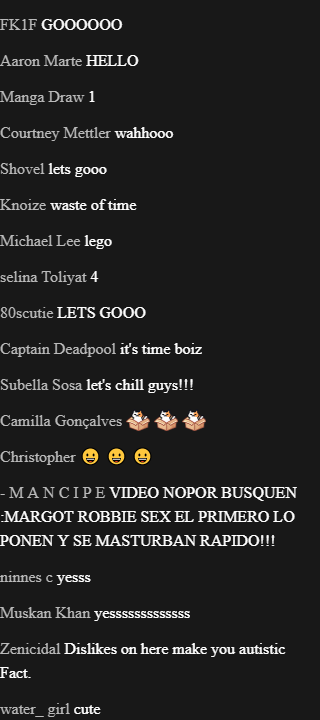 FK1F GOOOOOO
Aaron Marte HELLO
Manga Draw 1
Courtney Mettler wahhooo
Shovel lets gooo
Knoize waste of time
Michael Lee lego
selina Toliyat 4
80scutie LETS GOOO
Captain Deadpool it's time boiz
Subella Sosa let's chill guys!!!
Camilla Gonçalves
Christopher 😀 😀 😀
- M A N C I P E VIDEO NOPOR BUSQUEN
:MARGOT ROBBIE SEX EL PRIMERO LO
PONEN Y SE MASTURBAN RAPIDO!!!
ninnes c yesss
Muskan Khan yesssssssssssss
Zenicidal Dislikes on here make you autistic
Fact.
water_ girl cute